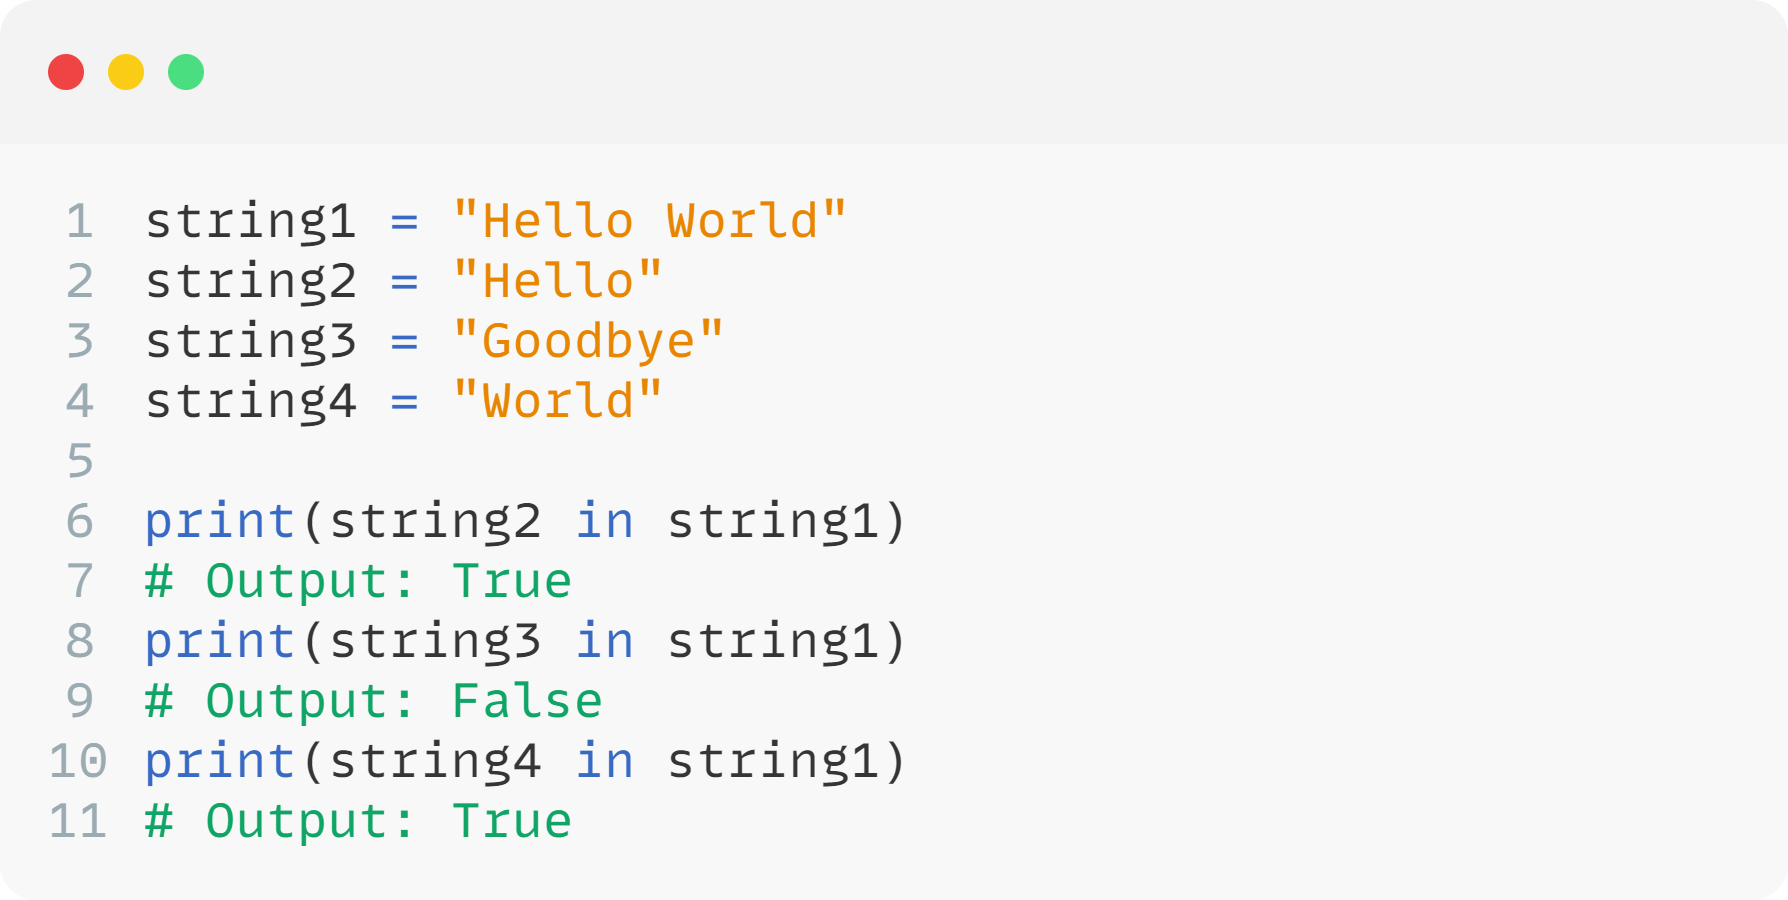 1 string1 = "Hello World"
2 string2 = "Hello"
3 string3 = "Goodbye"
4 string4 = "World"
5
6 print(string2 in string1)
7 # Output: True
8 print(string3 in string1)
9 # Output: False
10 print(string4 in string1)
11 # Output: True